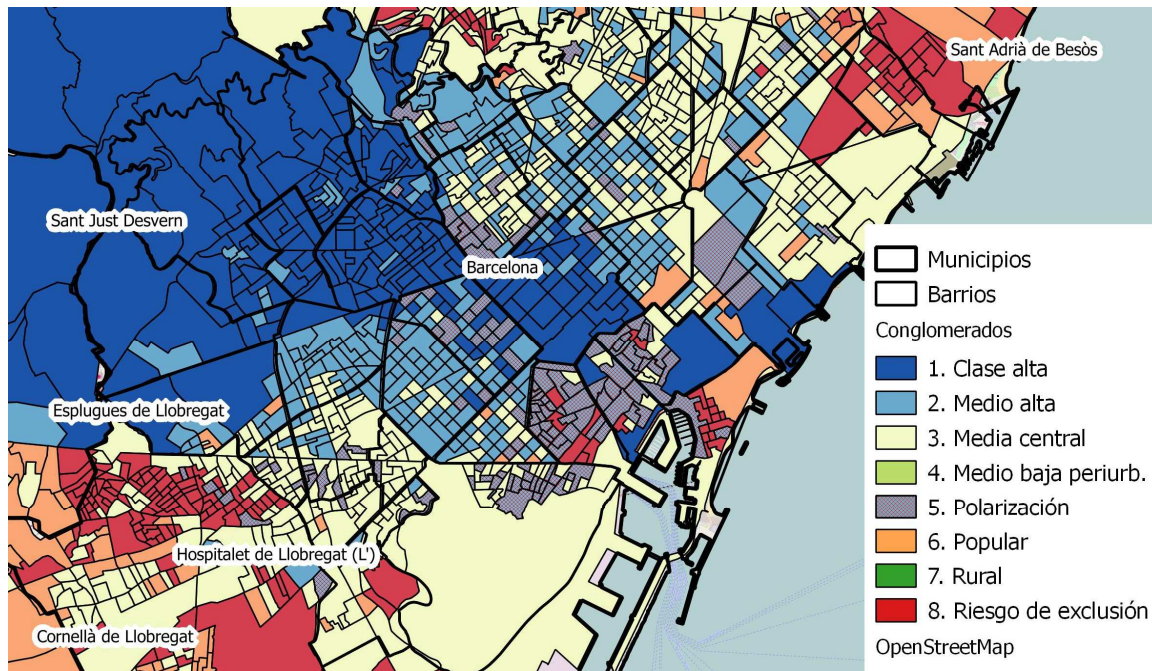 Sant Adrià de Besòs
Sant Just Desvern
Barcelona
Esplugues de Llobregat
Hospitalet de Llobregat (L')
Cornellà de Llobregat
Municipios
Barrios
Conglomerados
1. Clase alta
2. Medio alta
3. Media central
4. Medio baja periurb.
5. Polarización
6. Popular
7. Rural
8. Riesgo de exclusión
OpenStreetMap